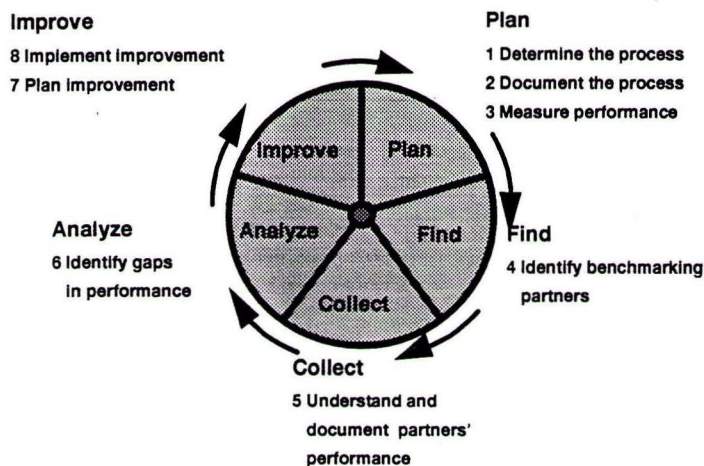 Improve
8 Implement improvement
7 Plan improvement
Plan
1 Determine the process
2 Document the process
3 Measure performance
Improve
Plan
Analyze
Find
Collect
Analyze
6 Identify gaps
in performance
Find
4 Identify benchmarking
partners
Collect
5 Understand and
document partners'
performance